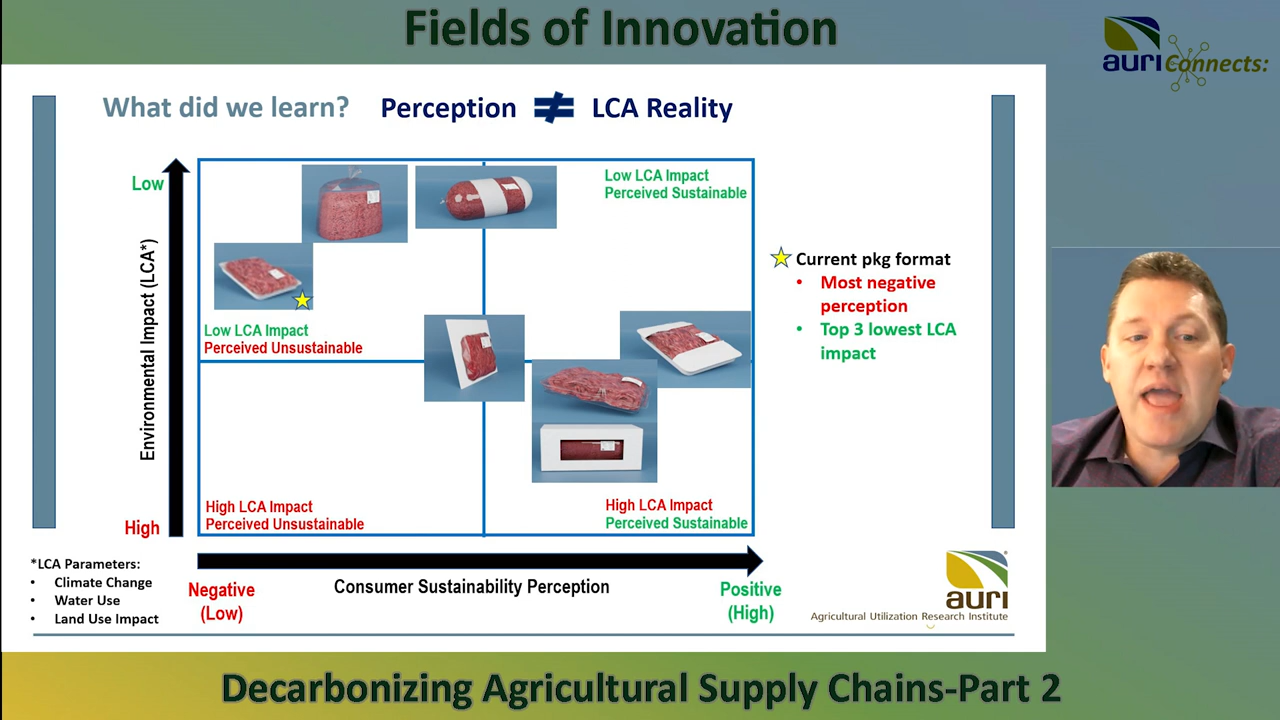 Fields of Innovation
auri Connects:
What did we learn? Perception ≠ LCA Reality
Low
Low LCA Impact
Perceived Sustainable
Environmental Impact (LCA*)
Current pkg format
• Most negative
perception
• Top 3 lowest LCA
impact
Low LCA Impact
Perceived Unsustainable
High LCA Impact
Perceived Unsustainable
High LCA Impact
Perceived Sustainable
High
*LCA Parameters:
• Climate Change
• Water Use
• Land Use Impact
Negative
(Low)
Consumer Sustainability Perception
Positive
(High)
auri
Agricultural Utilization Research Institute
Decarbonizing Agricultural Supply Chains-Part 2